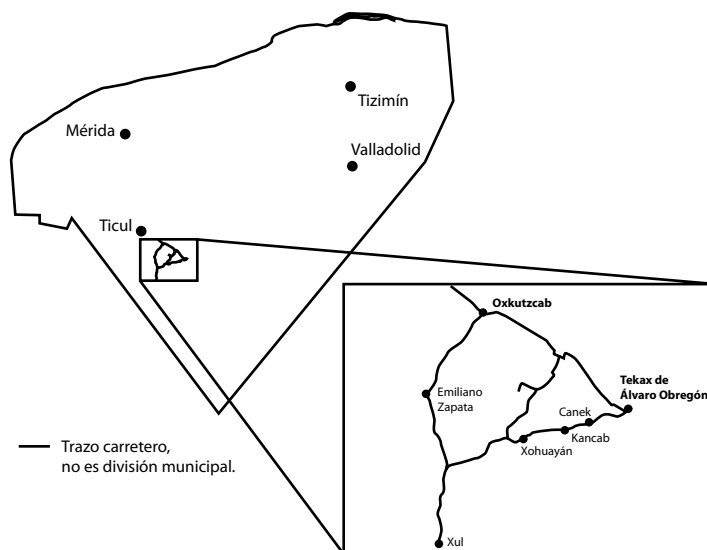 Tizimín
Mérida
Valladolid
Ticul
Oxkutzcab
Emiliano
Zapata
Tekax de
Álvaro Obregón
Canek
Kancab
Xohuayán
Xul
Trazo carretero,
no es división municipal.